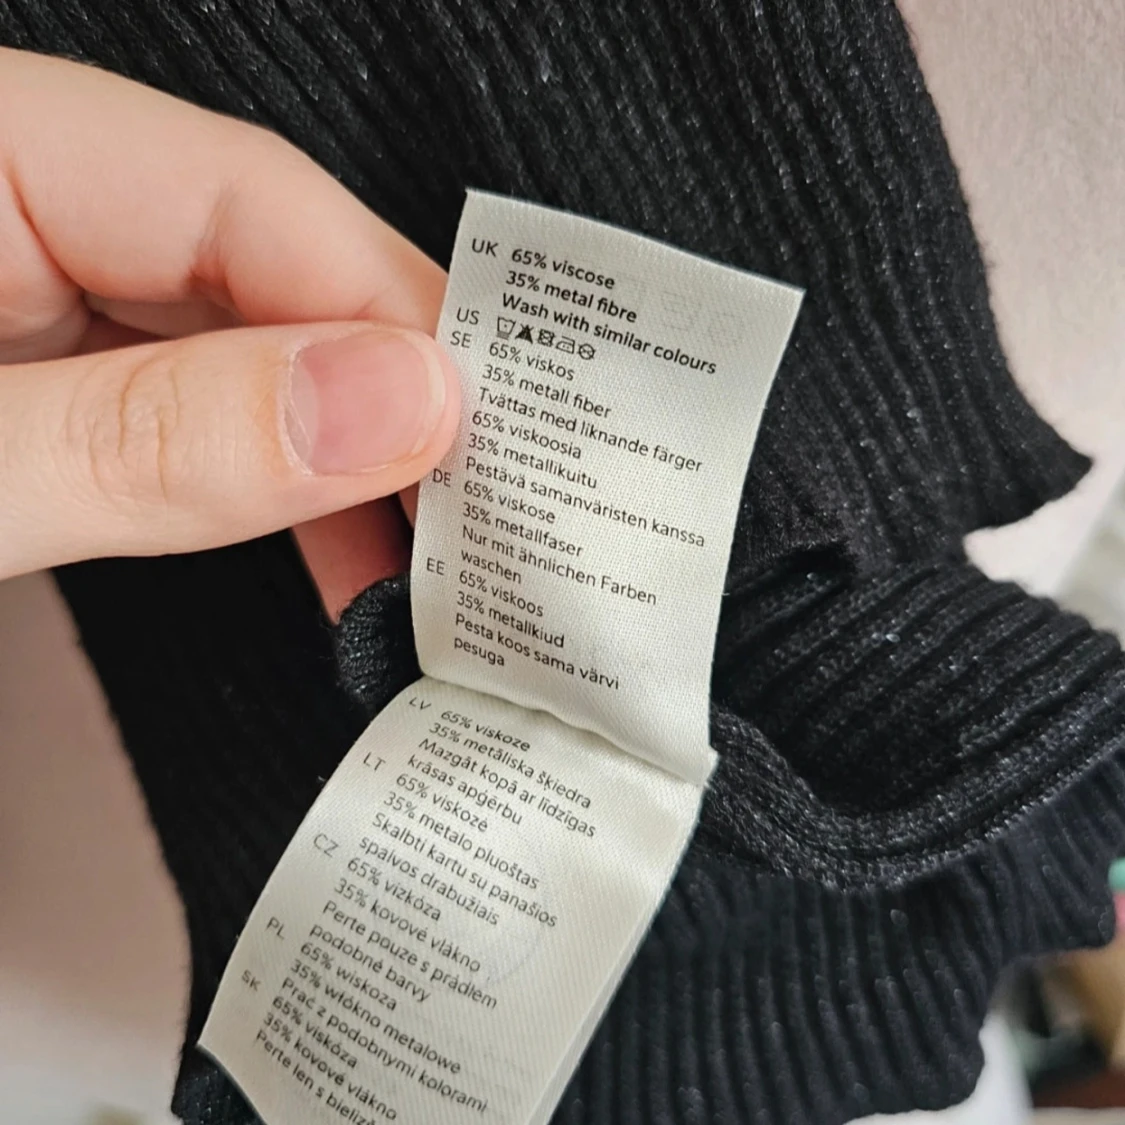 UK 65% viscose
35% metal fibre
Wash with similar colours
US
SE 65% viskos
35% metall fiber
Tvättas med liknande färger
65% viskoosia
35% metallikuitu
Pestävä samanväristen kanssa
DE 65% viskose
35% metallfaser
Nur mit ähnlichen Farben
waschen
EE 65% viskoos
35% metallkiud
Pesta koos sama värvi
pesuga
LV 65% viskoze
35% metāliska šķiedra
Mazgāt kopā ar līdzīgas
krāsas apģērbu
LT 65% viskozė
35% metalo pluoštas
Skalbti kartu su panašios
spalvos drabužiais
CZ 65% vizkóza
35% kovové vlákno
Perte pouze s prádlem
podobné barvy
PL 65% wiskoza
35% włókno metalowe
Prać z podobnymi kolorami
SK 65% viskóza
35% kovové vlákno
Perte len s